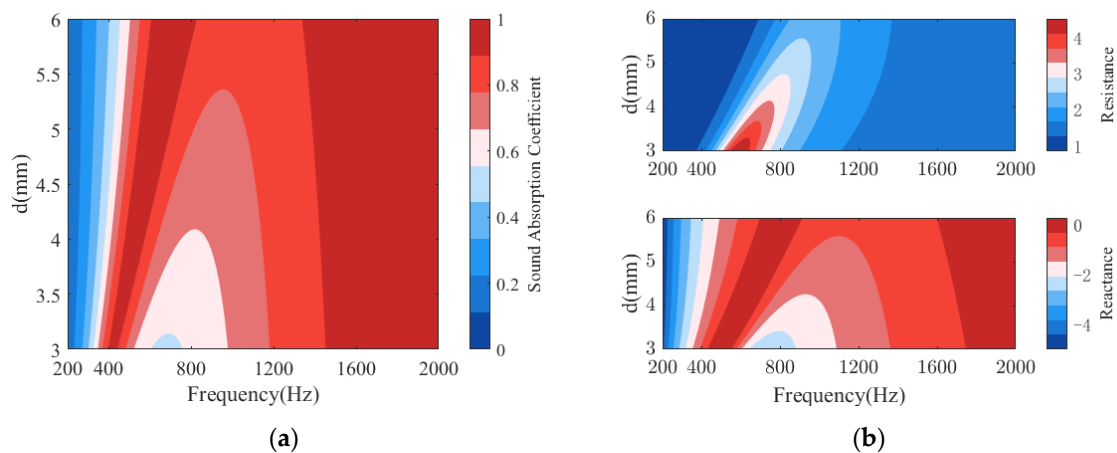 6
5.5
5
4.5
4
3.5
3
d(mm)
200 400 800 1200 1600 2000
Frequency(Hz)
1
0.8
0.6
0.4
0.2
0
Sound Absorption Coefficient
(a)
6
5
4
3
d(mm)
200 400 800 1200 1600 2000
4
3
2
1
Resistance
6
5
4
3
d(mm)
200 400 800 1200 1600 2000
Frequency(Hz)
0
−2
−4
Reactance
(b)